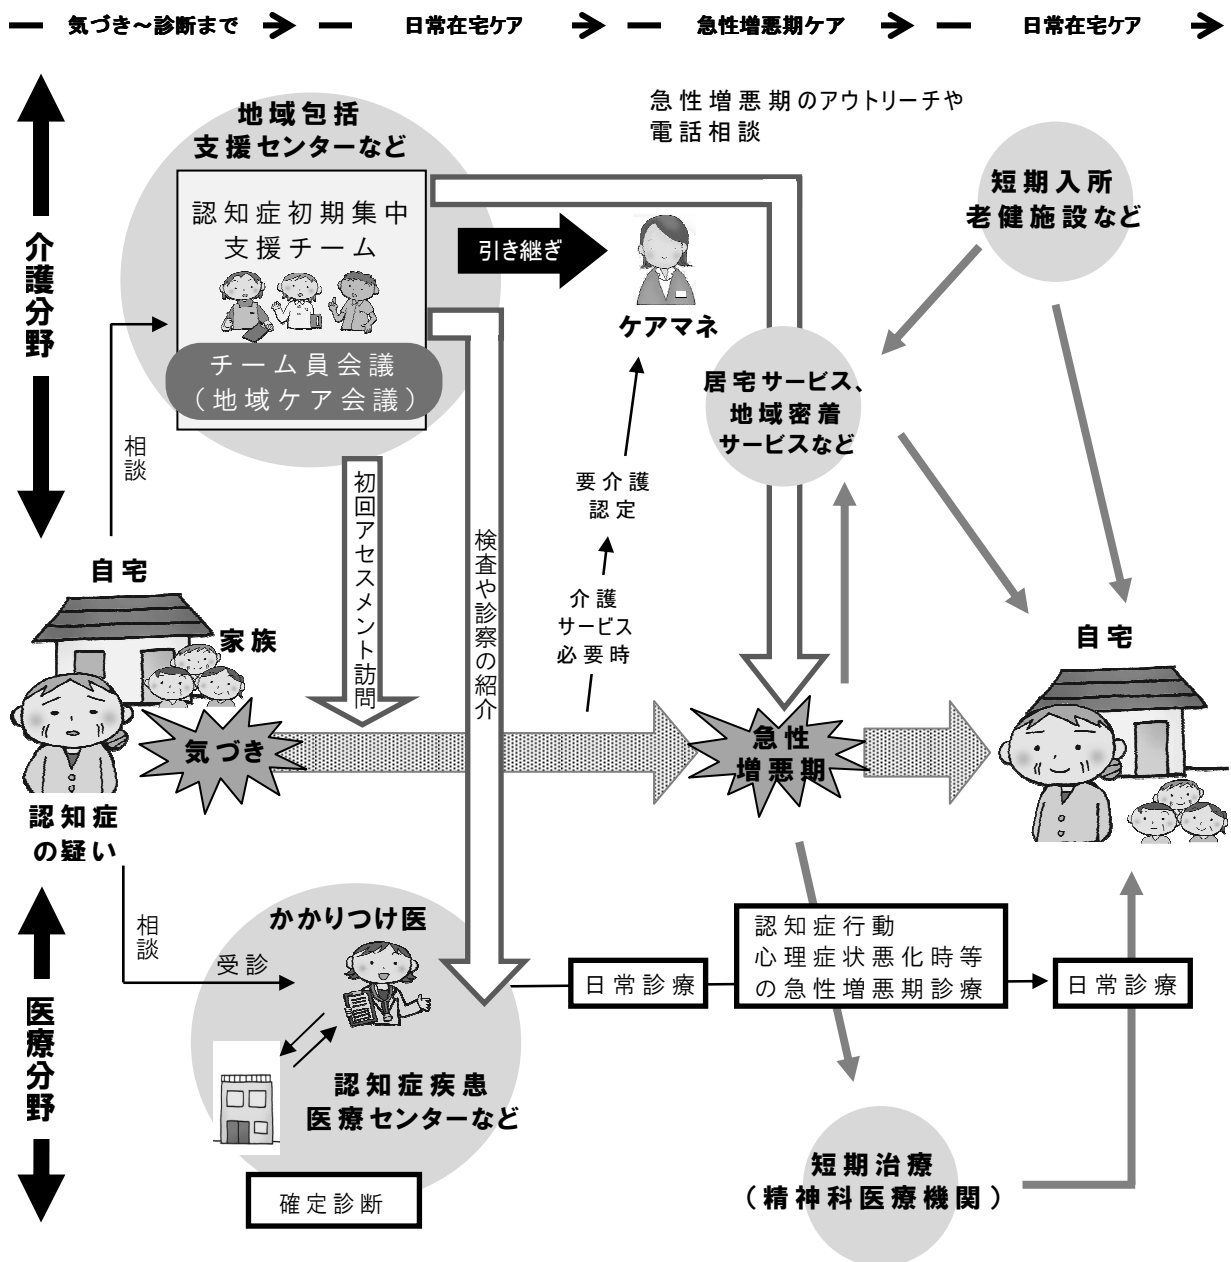 気づき～診断まで
日常在宅ケア
急性増悪期ケア
日常在宅ケア
介護分野
地域包括
支援センターなど
認知症初期集中
支援チーム
チーム員会議
（地域ケア会議）
引き継ぎ
ケアマネ
急性増悪期のアウトリーチや
電話相談
短期入所
老健施設など
居宅サービス、
地域密着
サービスなど
相談
初回アセスメント訪問
検査や診察の紹介
要介護
認定
介護
サービス
必要時
自宅
家族
気づき
認知症
の疑い
急性
増悪期
自宅
医療分野
相談
受診
かかりつけ医
認知症疾患
医療センターなど
確定診断
日常診療
認知症行動
心理症状悪化時等
の急性増悪期診療
日常診療
短期治療
（精神科医療機関）